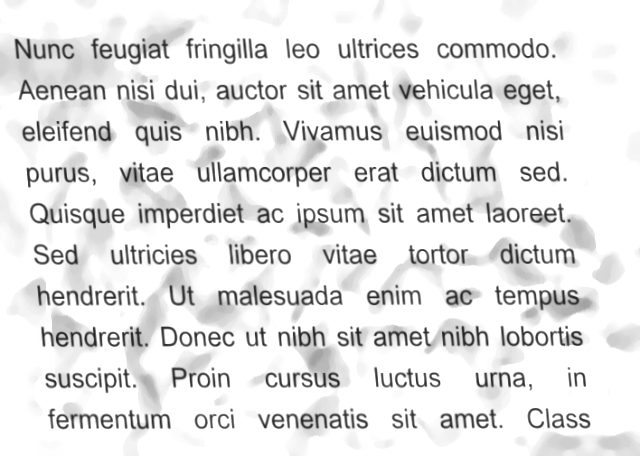 Nunc feugiat fringilla leo ultrices commodo.
Aenean nisi dui, auctor sit amet vehicula eget,
eleifend quis nibh. Vivamus euismod nisi
purus, vitae ullamcorper erat dictum sed.
Quisque imperdiet ac ipsum sit amet laoreet.
Sed ultricies libero vitae tortor dictum
hendrerit. Ut malesuada enim ac tempus
hendrerit. Donec ut nibh sit amet nibh lobortis
suscipit. Proin cursus luctus urna, in
fermentum orci venenatis sit amet. Class